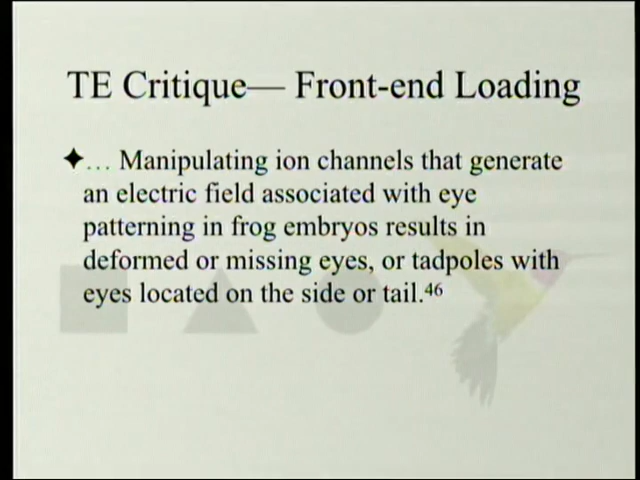 TE Critique— Front-end Loading
✦… Manipulating ion channels that generate
an electric field associated with eye
patterning in frog embryos results in
deformed or missing eyes, or tadpoles with
eyes located on the side or tail.⁴⁶